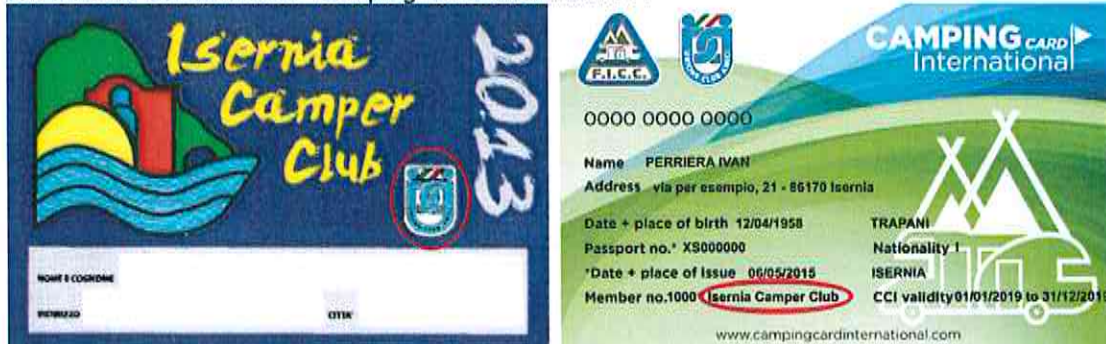 Isernia
Camper
Club
2013
NOME E COGNOME
INDIRIZZO
CITTA'
F.I.C.C.
CAMPING CARD
International
0000 0000 0000
Name PERRIERA IVAN
Address via per esempio, 21 - 86170 Isernia
Date + place of birth 12/04/1958 TRAPANI
Passport no.* XS000000 Nationality I
*Date + place of issue 06/05/2015 ISERNIA
Member no.1000 Isernia Camper Club CCI validity 01/01/2019 to 31/12/2019
www.campingcardinternational.com